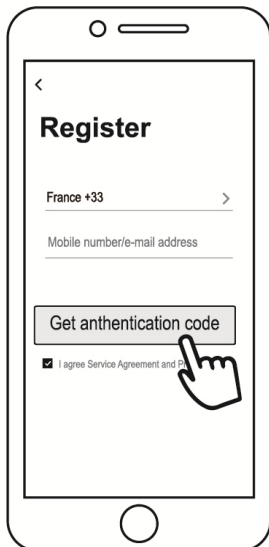 Register
France +33
Mobile number/e-mail address
Get anthentication code
I agree Service Agreement and